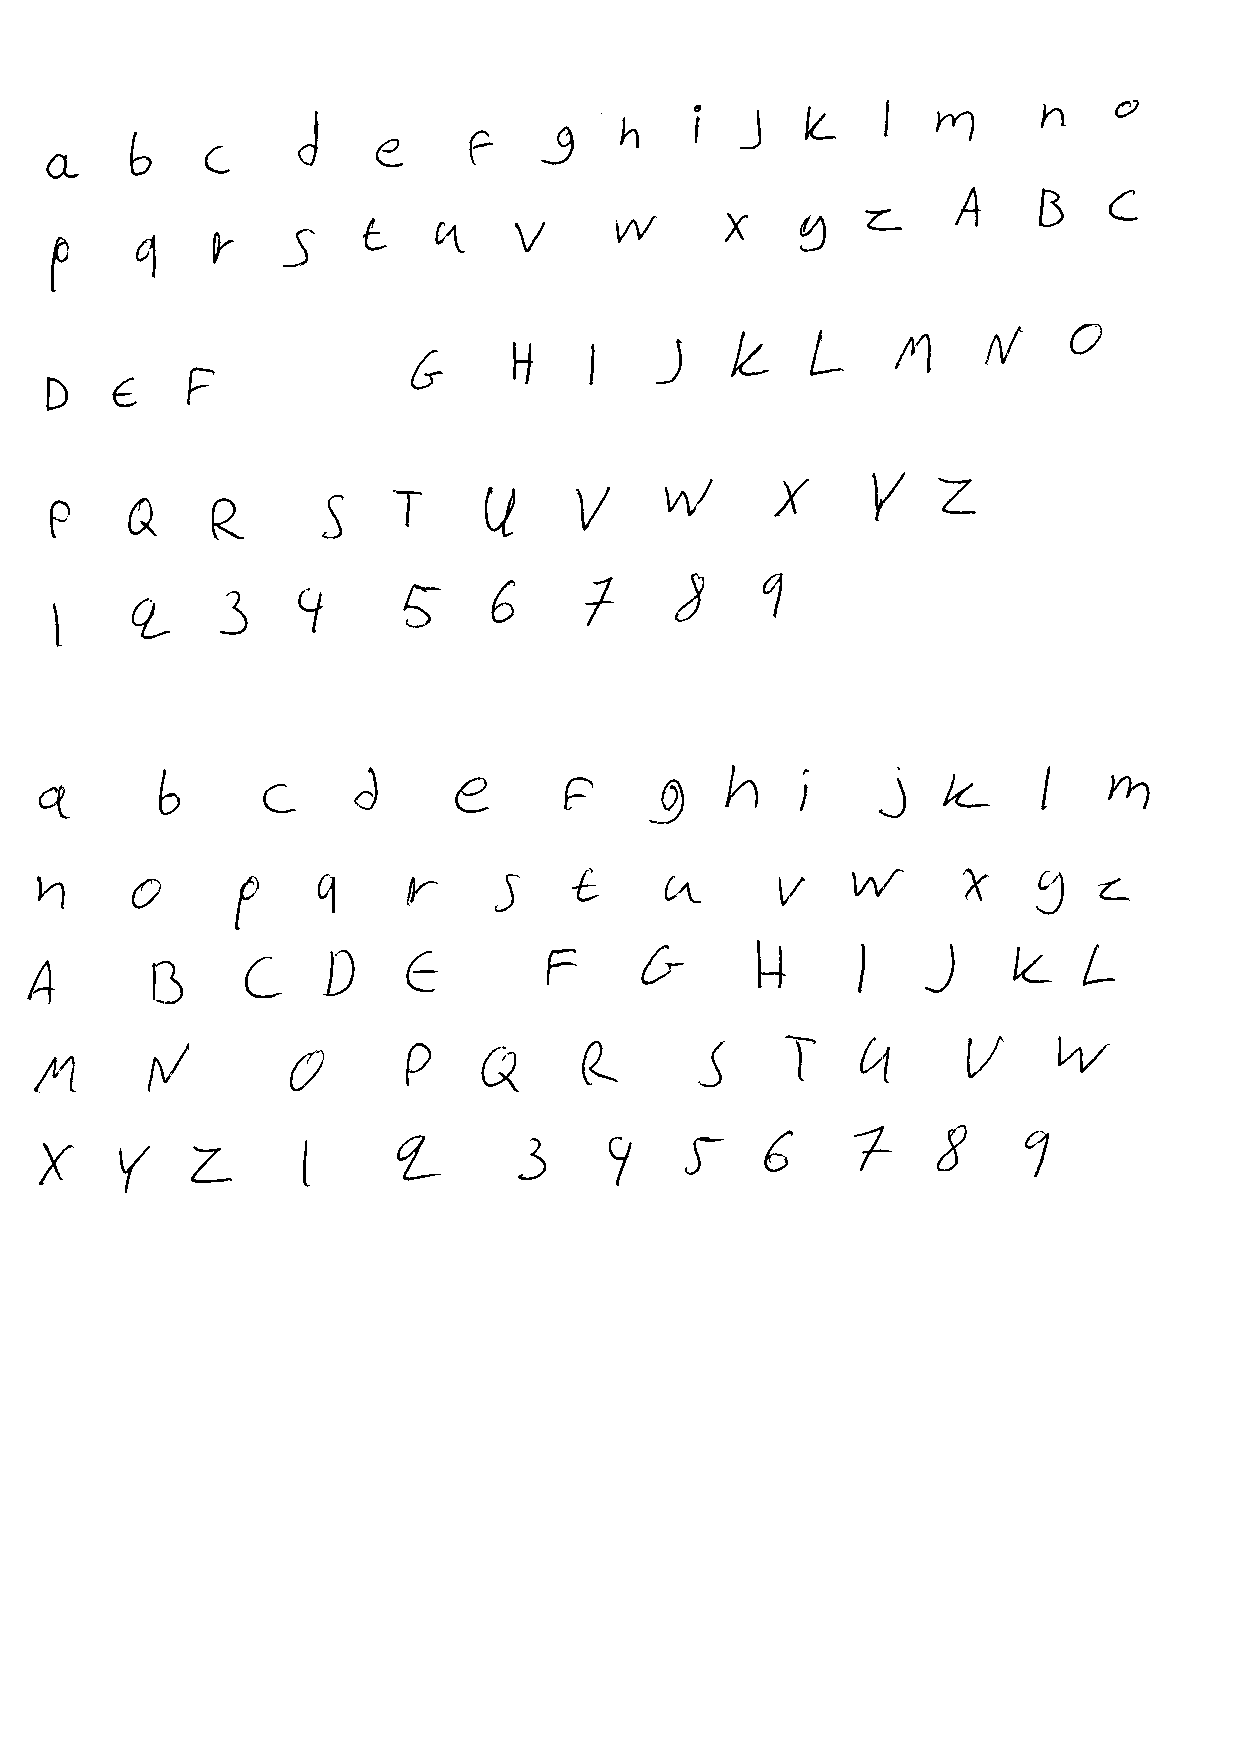 a b c d e f g h i j k l m n o
p q r s t u v w x y z A B C
D E F G H I J K L M N O
P Q R S T U V W X Y Z
1 2 3 4 5 6 7 8 9
a b c d e f g h i j k l m
n o p q r s t u v w x y z
A B C D E F G H I J K L
M N O P Q R S T U V W
X Y Z 1 2 3 4 5 6 7 8 9